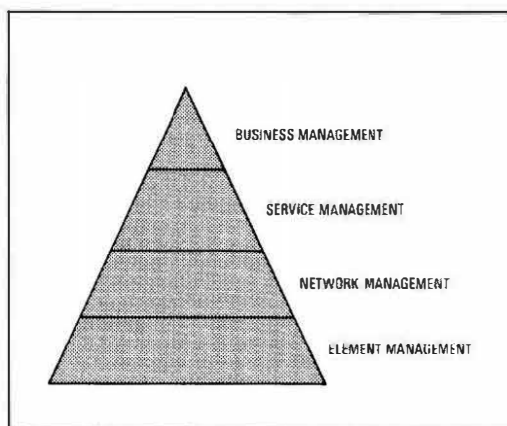 BUSINESS MANAGEMENT
SERVICE MANAGEMENT
NETWORK MANAGEMENT
ELEMENT MANAGEMENT